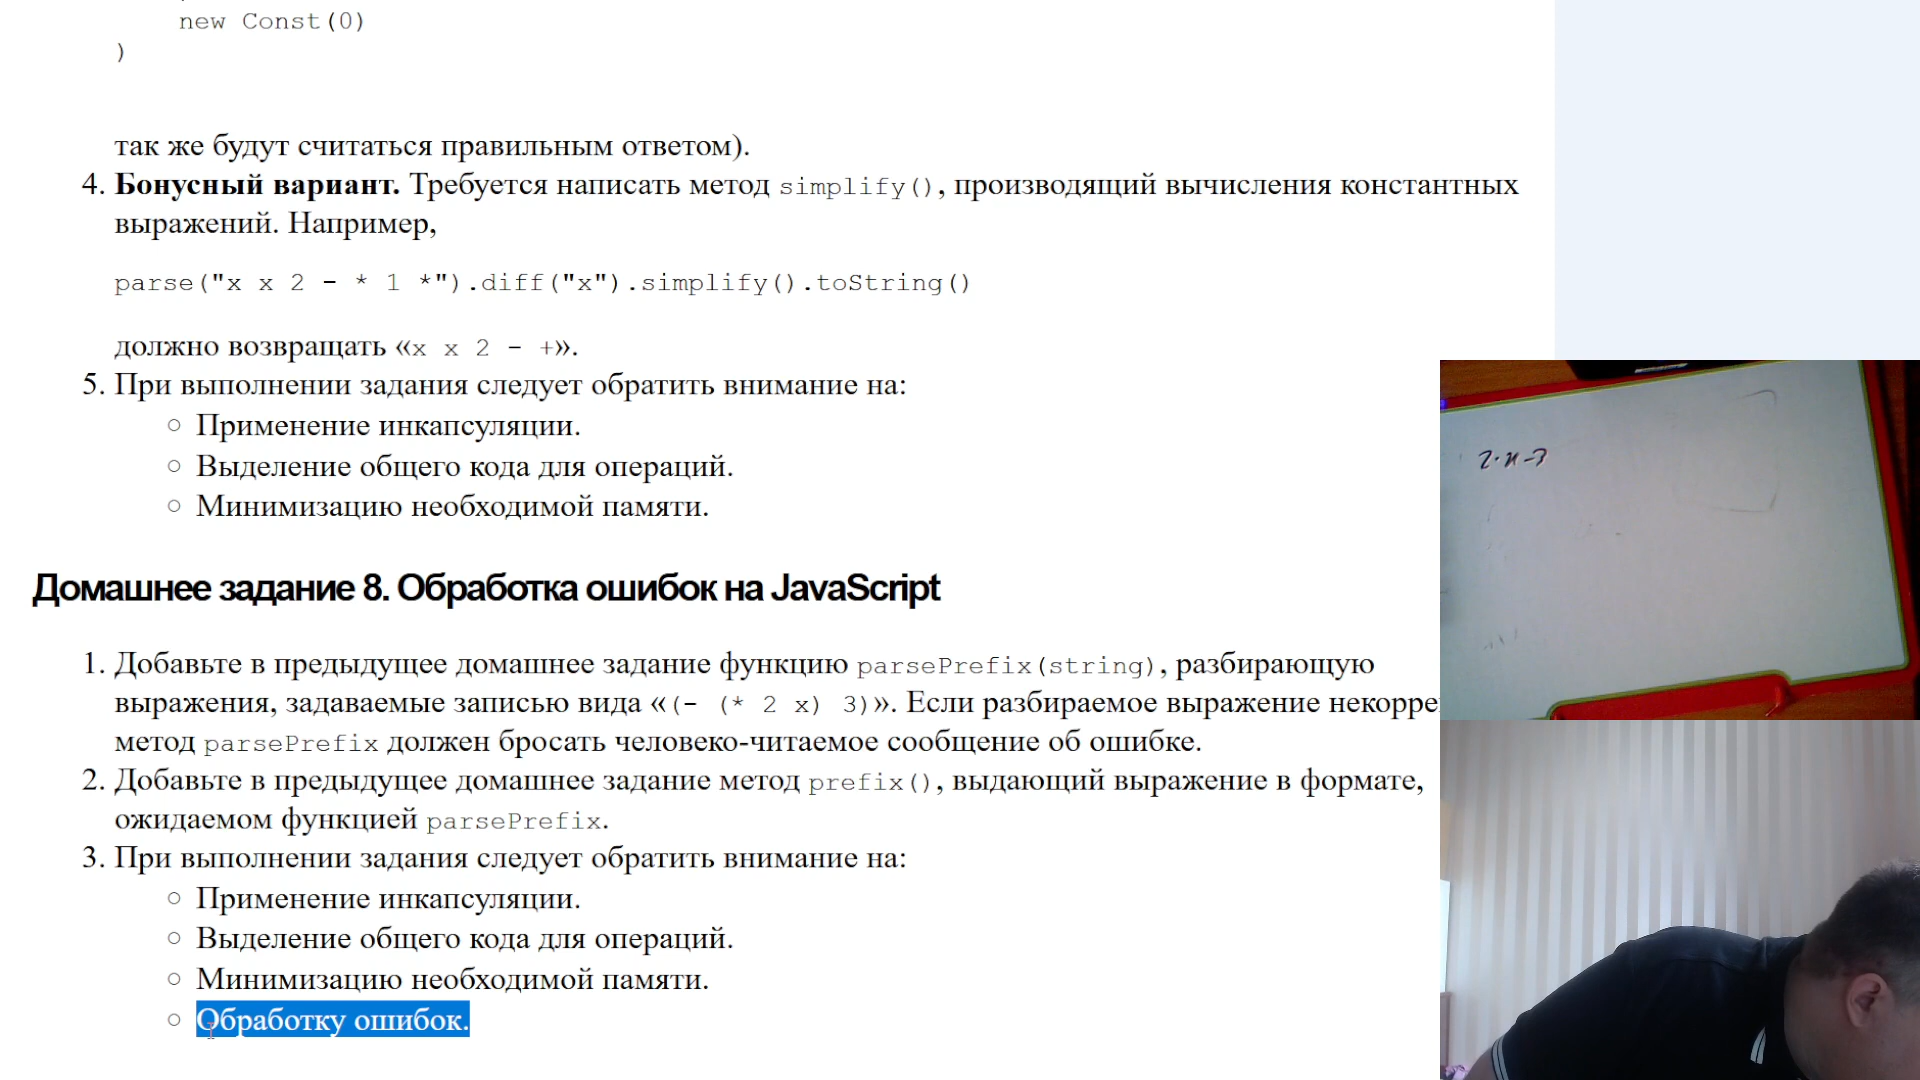 new Const(0)
)
так же будут считаться правильным ответом).
4. Бонусный вариант. Требуется написать метод simplify(), производящий вычисления константных
выражений. Например,
parse("x x 2 - * 1 *").diff("x").simplify().toString()
должно возвращать «x x 2 - +».
5. При выполнении задания следует обратить внимание на:
○ Применение инкапсуляции.
○ Выделение общего кода для операций.
○ Минимизацию необходимой памяти.
Домашнее задание 8. Обработка ошибок на JavaScript
1. Добавьте в предыдущее домашнее задание функцию parsePrefix(string), разбирающую
выражения, задаваемые записью вида «(- (* 2 x) 3)». Если разбираемое выражение некорре
метод parsePrefix должен бросать человеко-читаемое сообщение об ошибке.
2. Добавьте в предыдущее домашнее задание метод prefix(), выдающий выражение в формате,
ожидаемом функцией parsePrefix.
3. При выполнении задания следует обратить внимание на:
○ Применение инкапсуляции.
○ Выделение общего кода для операций.
○ Минимизацию необходимой памяти.
○ Обработку ошибок.
2·x-3